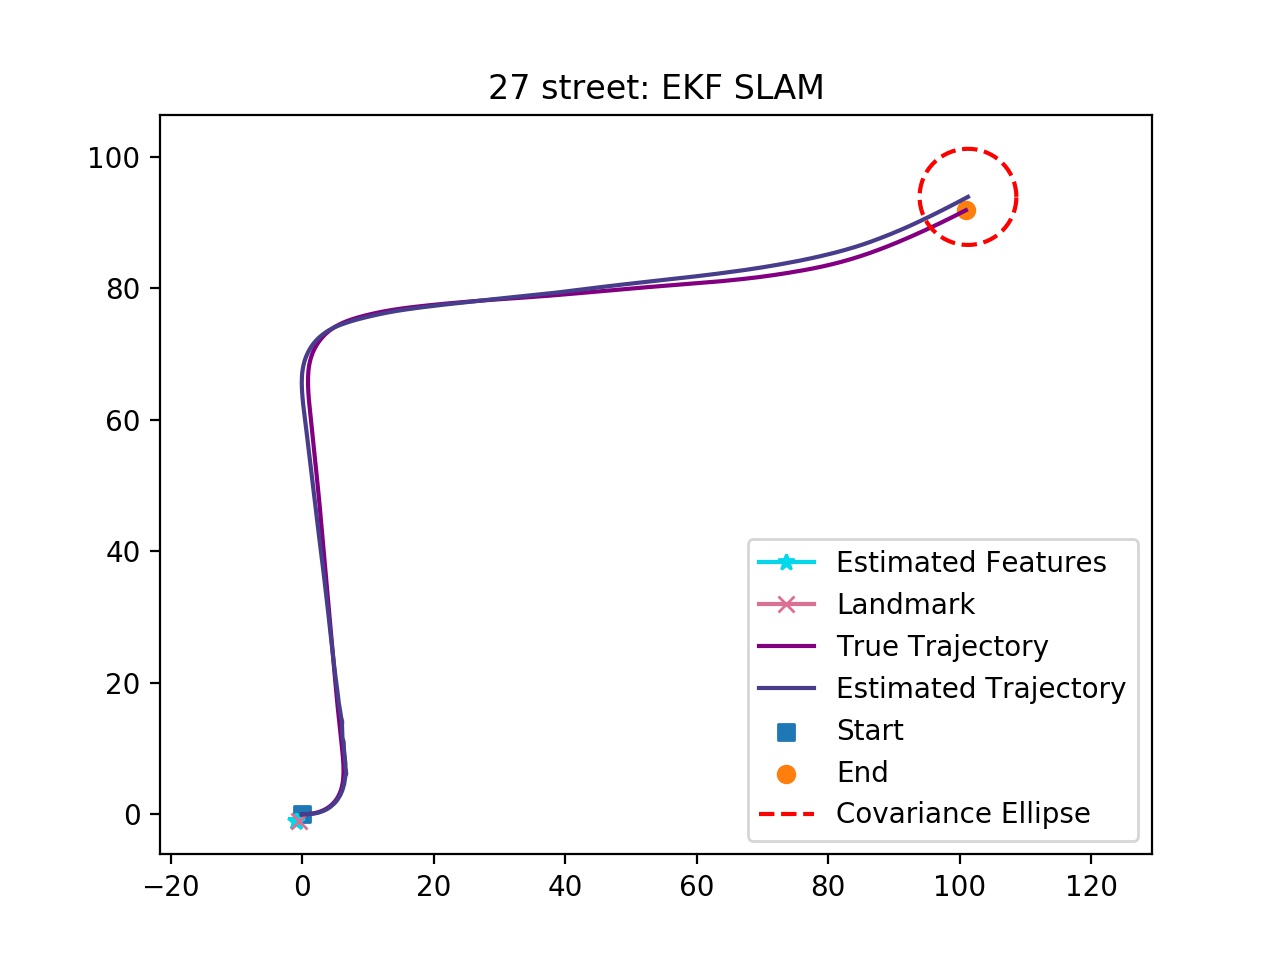 27 street: EKF SLAM
100
80
60
40
20
0
Estimated Features
Landmark
True Trajectory
Estimated Trajectory
Start
End
Covariance Ellipse
−20 0 20 40 60 80 100 120